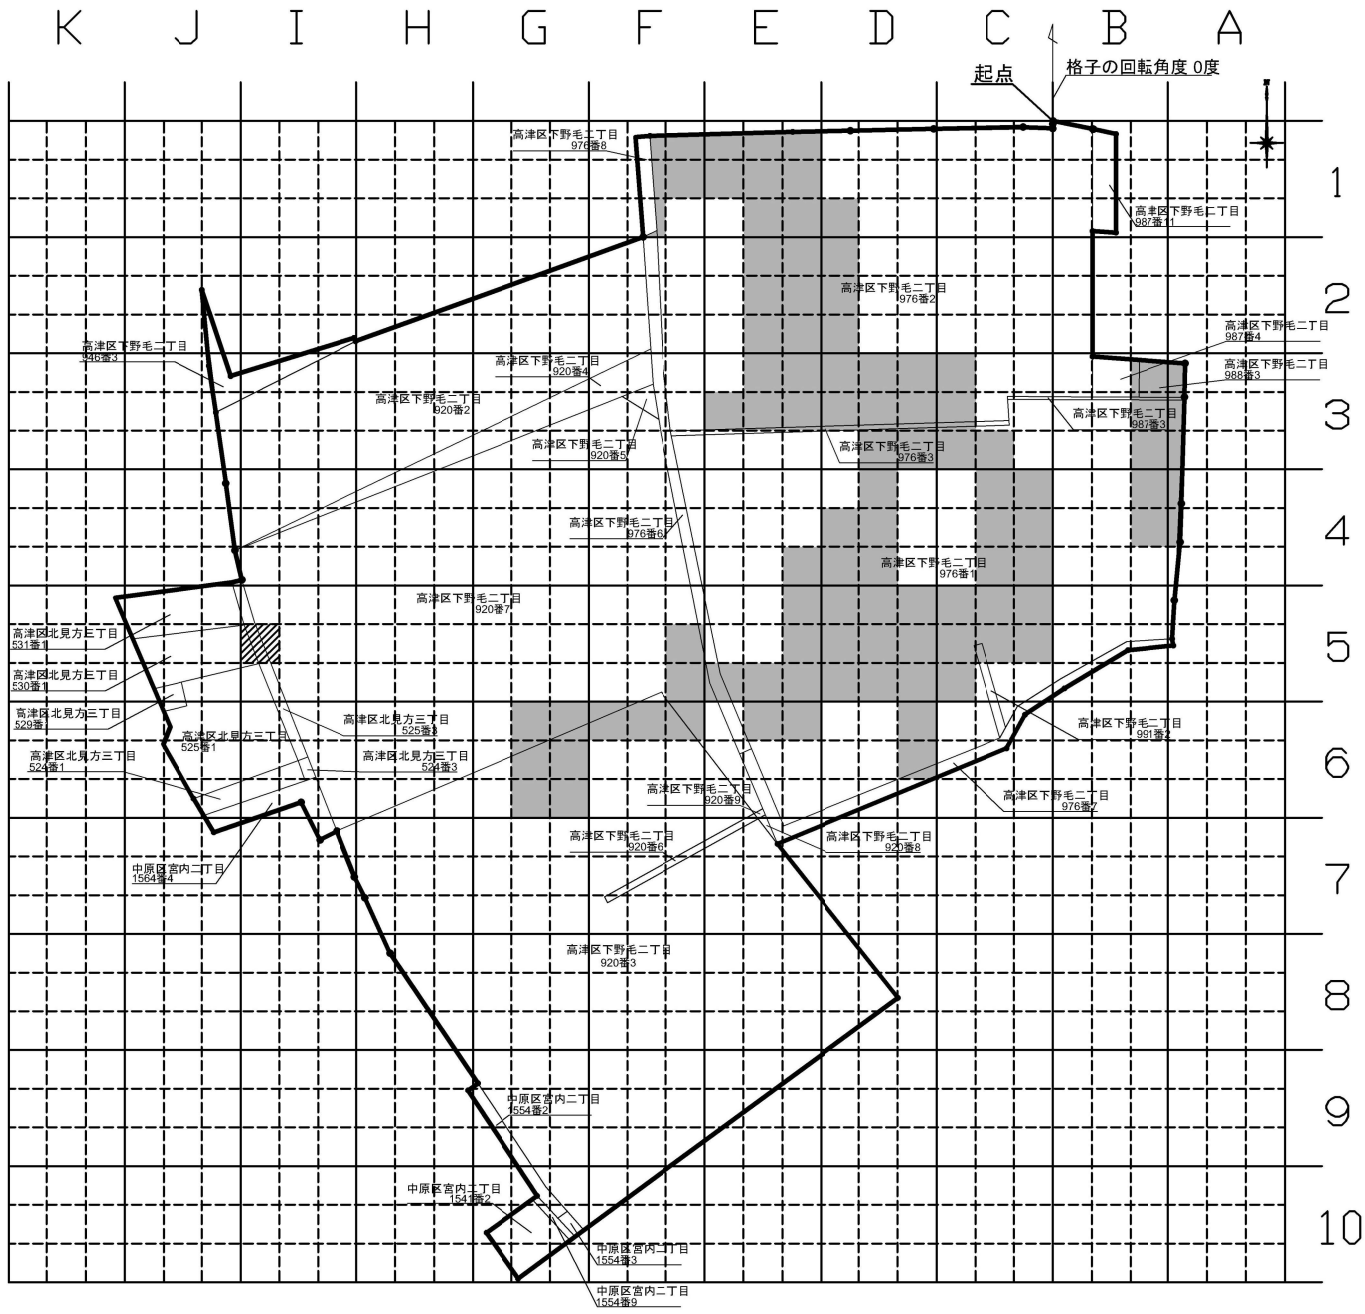 K J I H G F E D C B A
起点
格子の回転角度 0度
高津区下野毛二丁目
976番8
1
高津区下野毛二丁目
987番11
高津区下野毛二丁目
976番2
2
高津区下野毛二丁目
987番4
高津区下野毛二丁目
946番3
高津区下野毛二丁目
920番4
高津区下野毛二丁目
988番3
高津区下野毛二丁目
920番2
3
高津区下野毛二丁目
987番3
高津区下野毛二丁目
920番5
高津区下野毛二丁目
976番3
高津区下野毛二丁目
976番6
4
高津区下野毛二丁目
976番1
高津区下野毛二丁目
920番7
高津区北見方三丁目
531番1
5
高津区北見方三丁目
530番1
高津区北見方三丁目
529番1
高津区北見方三丁目
525番3
高津区下野毛二丁目
991番2
高津区北見方三丁目
525番1
高津区北見方三丁目
524番1
高津区北見方三丁目
524番3
6
高津区下野毛二丁目
920番9
高津区下野毛二丁目
976番7
高津区下野毛二丁目
920番6
高津区下野毛二丁目
920番8
中原区宮内二丁目
1564番4
7
高津区下野毛二丁目
920番3
8
中原区宮内二丁目
1554番2
9
中原区宮内二丁目
1541番2
10
中原区宮内二丁目
1554番3
中原区宮内二丁目
1554番9